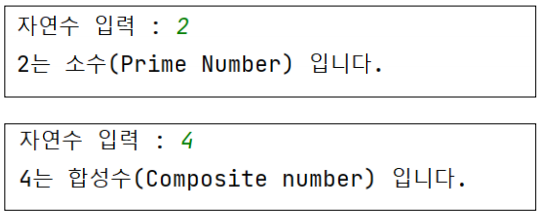 자연수 입력 : 2
2는 소수(Prime Number) 입니다.
자연수 입력 : 4
4는 합성수(Composite number) 입니다.